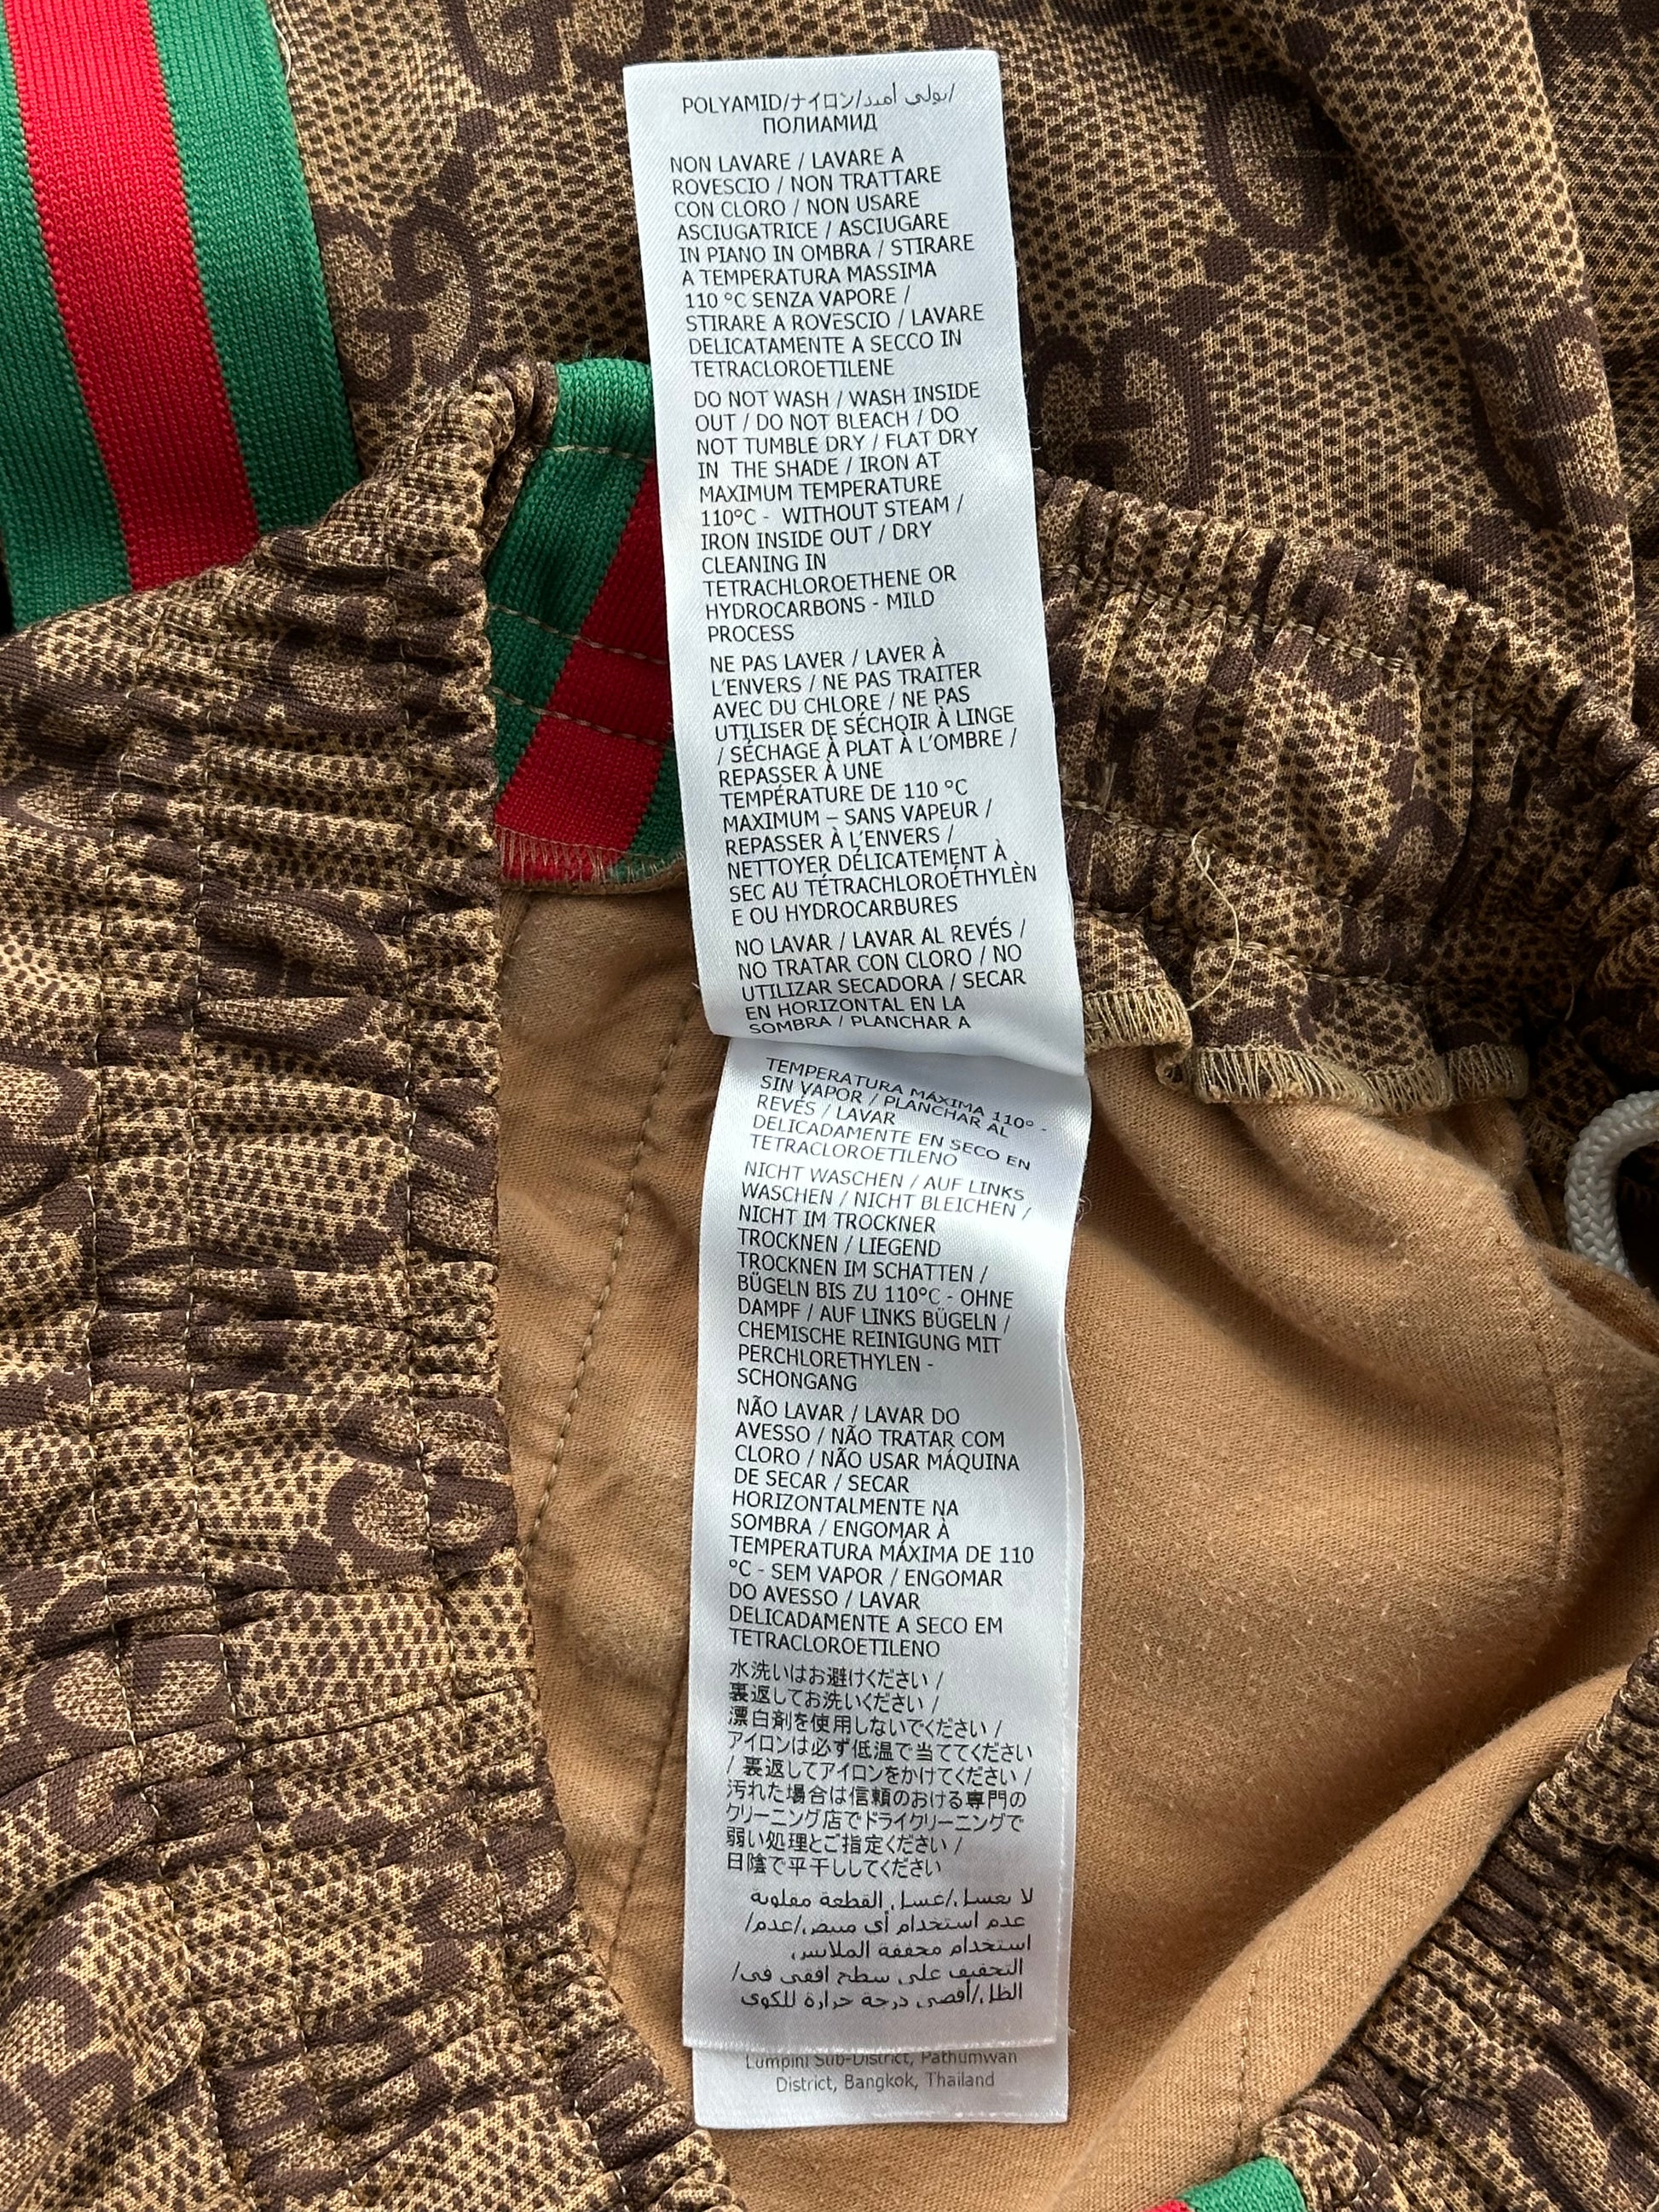 POLYAMID/ナイロン/بولي أميد/
ПОЛИАМИД
NON LAVARE / LAVARE A
ROVESCIO / NON TRATTARE
CON CLORO / NON USARE
ASCIUGATRICE / ASCIUGARE
IN PIANO IN OMBRA / STIRARE
A TEMPERATURA MASSIMA
110 °C SENZA VAPORE /
STIRARE A ROVESCIO / LAVARE
DELICATAMENTE A SECCO IN
TETRACLOROETILENE
DO NOT WASH / WASH INSIDE
OUT / DO NOT BLEACH / DO
NOT TUMBLE DRY / FLAT DRY
IN THE SHADE / IRON AT
MAXIMUM TEMPERATURE
110°C - WITHOUT STEAM /
IRON INSIDE OUT / DRY
CLEANING IN
TETRACHLOROETHENE OR
HYDROCARBONS - MILD
PROCESS
NE PAS LAVER / LAVER À
L'ENVERS / NE PAS TRAITER
AVEC DU CHLORE / NE PAS
UTILISER DE SÉCHOIR À LINGE
/ SÉCHAGE À PLAT À L'OMBRE /
REPASSER À UNE
TEMPÉRATURE DE 110 °C
MAXIMUM – SANS VAPEUR /
REPASSER À L'ENVERS /
NETTOYER DÉLICATEMENT À
SEC AU TÉTRACHLOROÉTHYLÈN
E OU HYDROCARBURES
NO LAVAR / LAVAR AL REVÉS /
NO TRATAR CON CLORO / NO
UTILIZAR SECADORA / SECAR
EN HORIZONTAL EN LA
SOMBRA / PLANCHAR A
TEMPERATURA MÁXIMA 110° -
SIN VAPOR / PLANCHAR AL
REVÉS / LAVAR
DELICADAMENTE EN SECO EN
TETRACLOROETILENO
NICHT WASCHEN / AUF LINKS
WASCHEN / NICHT BLEICHEN /
NICHT IM TROCKNER
TROCKNEN / LIEGEND
TROCKNEN IM SCHATTEN /
BÜGELN BIS ZU 110°C - OHNE
DAMPF / AUF LINKS BÜGELN /
CHEMISCHE REINIGUNG MIT
PERCHLORETHYLEN -
SCHONGANG
NÃO LAVAR / LAVAR DO
AVESSO / NÃO TRATAR COM
CLORO / NÃO USAR MÁQUINA
DE SECAR / SECAR
HORIZONTALMENTE NA
SOMBRA / ENGOMAR À
TEMPERATURA MÁXIMA DE 110
°C - SEM VAPOR / ENGOMAR
DO AVESSO / LAVAR
DELICADAMENTE A SECO EM
TETRACLOROETILENO
水洗いはお避けください /
裏返してお洗いください /
漂白剤を使用しないでください /
アイロンは必ず低温で当ててください
/ 裏返してアイロンをかけてください /
汚れた場合は信頼のおける専門の
クリーニング店でドライクリーニングで
弱い処理とご指定ください /
日陰で平干ししてください
لا يغسل/غسل القطعة مقلوبة
عدم استخدام أي مبيض/عدم/
استخدام مجففة الملابس
التجفيف على سطح افقي في/
الظل/أقصى درجة حرارة للكوي
Lumpini Sub-District, Pathumwan
District, Bangkok, Thailand